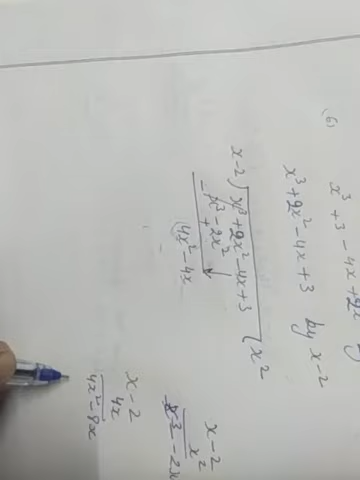 (6) x³ + 3 - 4x + 2x
x³ + 2x² - 4x + 3 by x - 2
x-2) x³ + 2x² - 4x + 3 ( x²
- x³ - 2x²
+
4x² - 4x
x - 2
x²
x³ - 2x
x - 2
4x
4x² - 8x